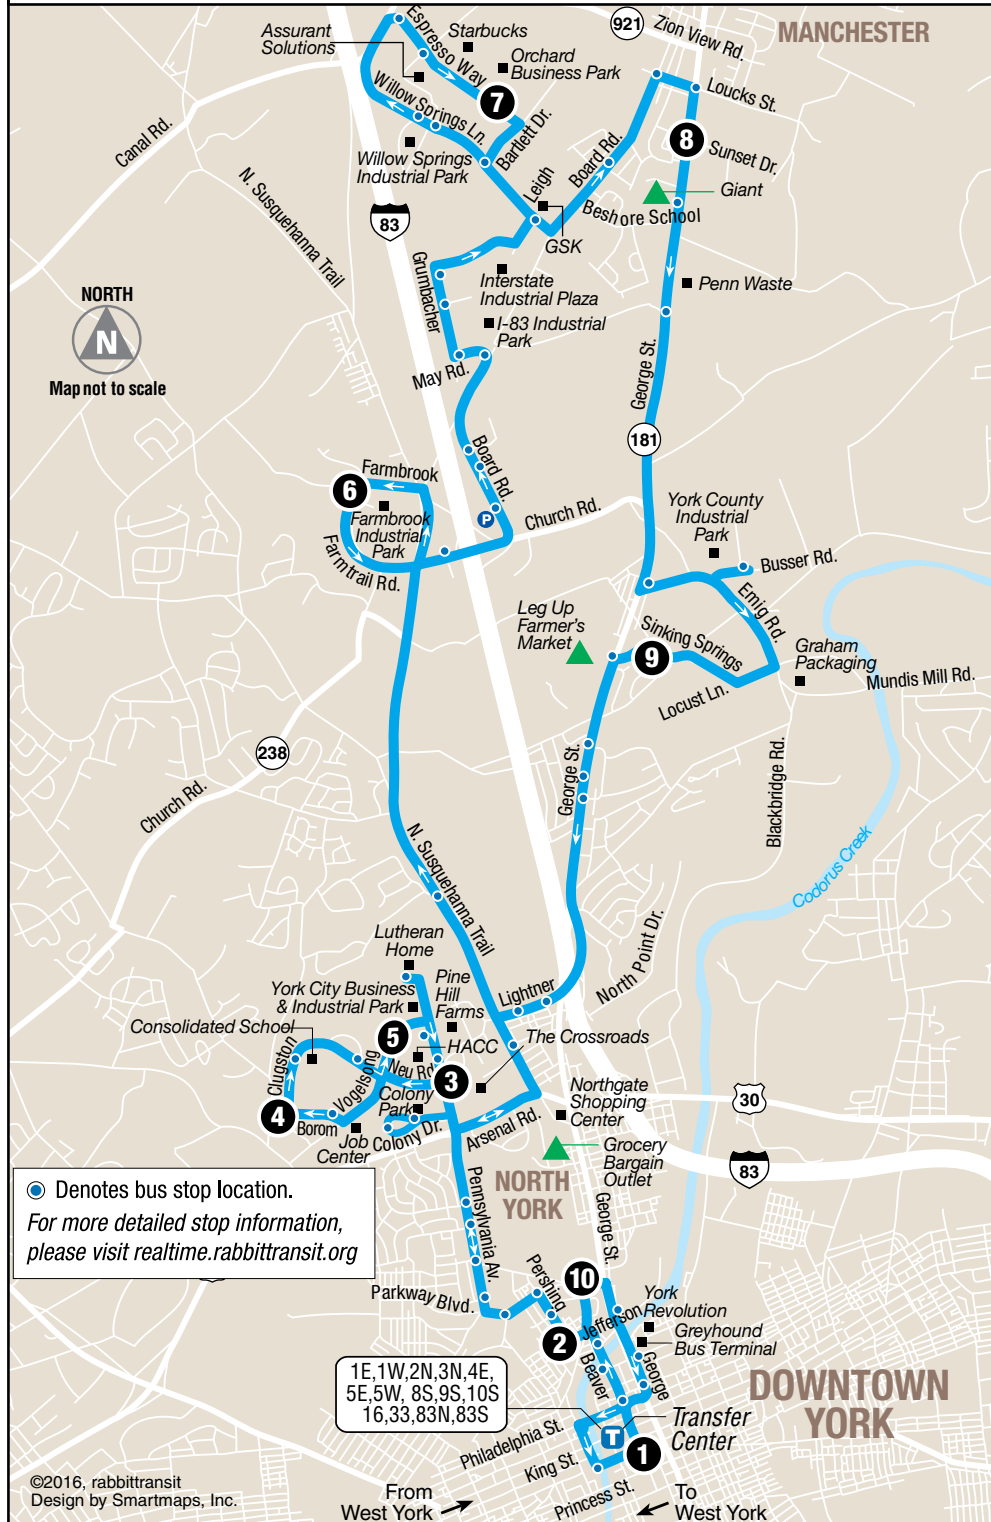 921
Zion View Rd.
MANCHESTER
Assurant
Solutions
Starbucks
Espresso Way
Orchard
Business Park
7
Willow Springs Ln.
Bartlett Dr.
Loucks St.
8
Sunset Dr.
Canal Rd.
Willow Springs
Industrial Park
Board Rd.
Leigh
Giant
Beshore School
N. Susquehanna Trail
83
GSK
Grumbacher
Interstate
Industrial Plaza
Penn Waste
NORTH
N
Map not to scale
I-83 Industrial
Park
May Rd.
George St.
181
Board Rd.
Farmbrook
6
Farmbrook
Industrial
Park
P
Church Rd.
York County
Industrial
Park
Busser Rd.
Farmtrail Rd.
Emig Rd.
Leg Up
Farmer's
Market
Sinking Springs
9
Graham
Packaging
Locust Ln.
Mundis Mill Rd.
238
Church Rd.
George St.
Blackbridge Rd.
Codorus Creek
N. Susquehanna Trail
Lutheran
Home
North Point Dr.
York City Business
& Industrial Park
Pine
Hill
Farms
Lightner
Consolidated School
5
HACC
The Crossroads
Clugston
Vogelsong
Neu Rd.
3
Northgate
Shopping
Center
30
4
Borom
Colony
Park
Job
Center
Colony Dr.
Arsenal Rd.
Grocery
Bargain
Outlet
83
NORTH
YORK
Denotes bus stop location.
For more detailed stop information,
please visit realtime.rabbittransit.org
Pennsylvania Av.
George St.
Pershing
10
Parkway Blvd.
York
Revolution
Jefferson
2
Greyhound
Bus Terminal
Beaver
George
1E,1W,2N,3N,4E,
5E,5W, 8S,9S,10S
16,33,83N,83S
DOWNTOWN
YORK
Philadelphia St.
T
Transfer
Center
1
King St.
Princess St.
©2016, rabbittransit
Design by Smartmaps, Inc.
From
West York
To
West York